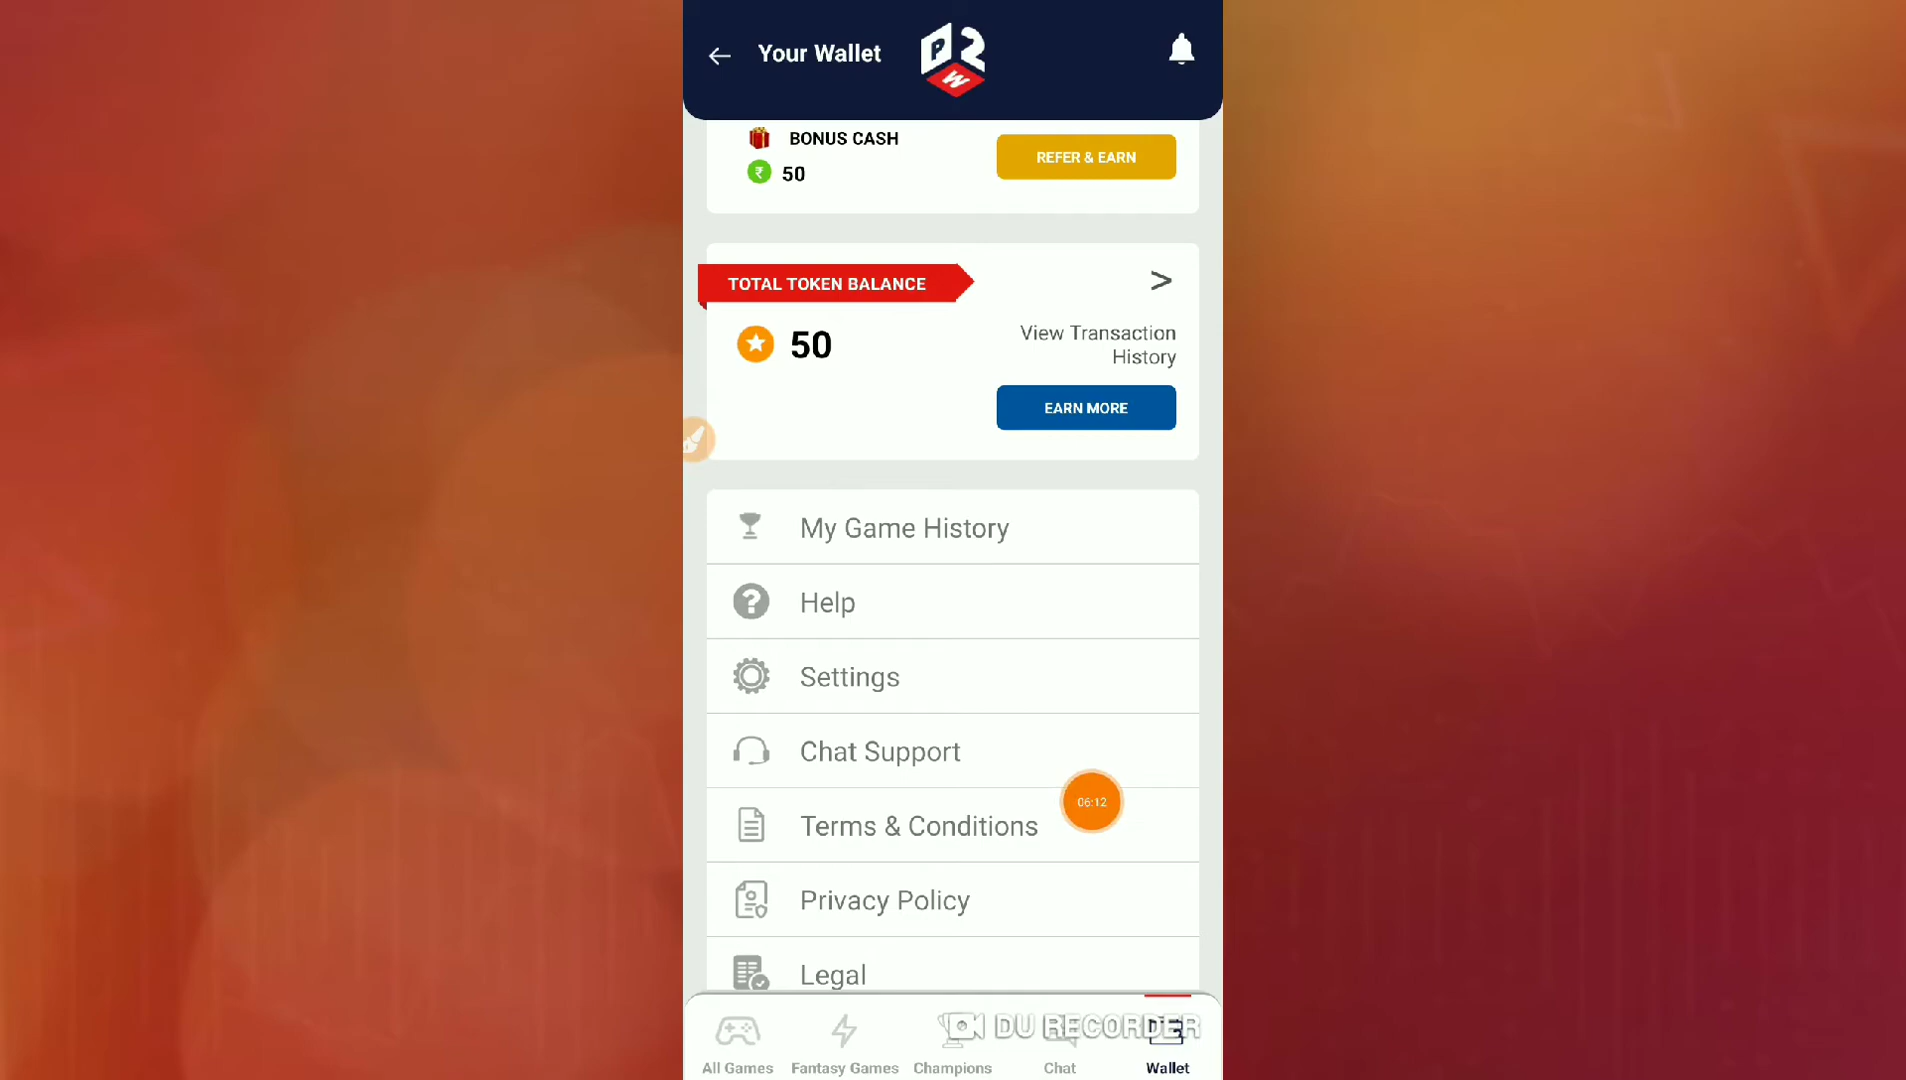 Your Wallet
P2W
BONUS CASH
₹ 50
REFER & EARN
TOTAL TOKEN BALANCE
>
50
View Transaction
History
EARN MORE
My Game History
Help
Settings
Chat Support
06:12
Terms & Conditions
Privacy Policy
Legal
DU RECORDER
All Games
Fantasy Games
Champions
Chat
Wallet